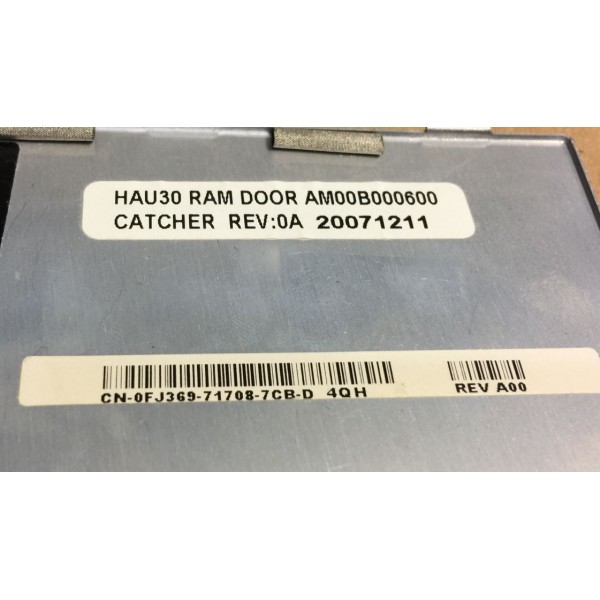 HAU30 RAM DOOR AM00B000600
CATCHER REV:0A 20071211
CN-0FJ369-71708-7CB-D 4QH
REV A00